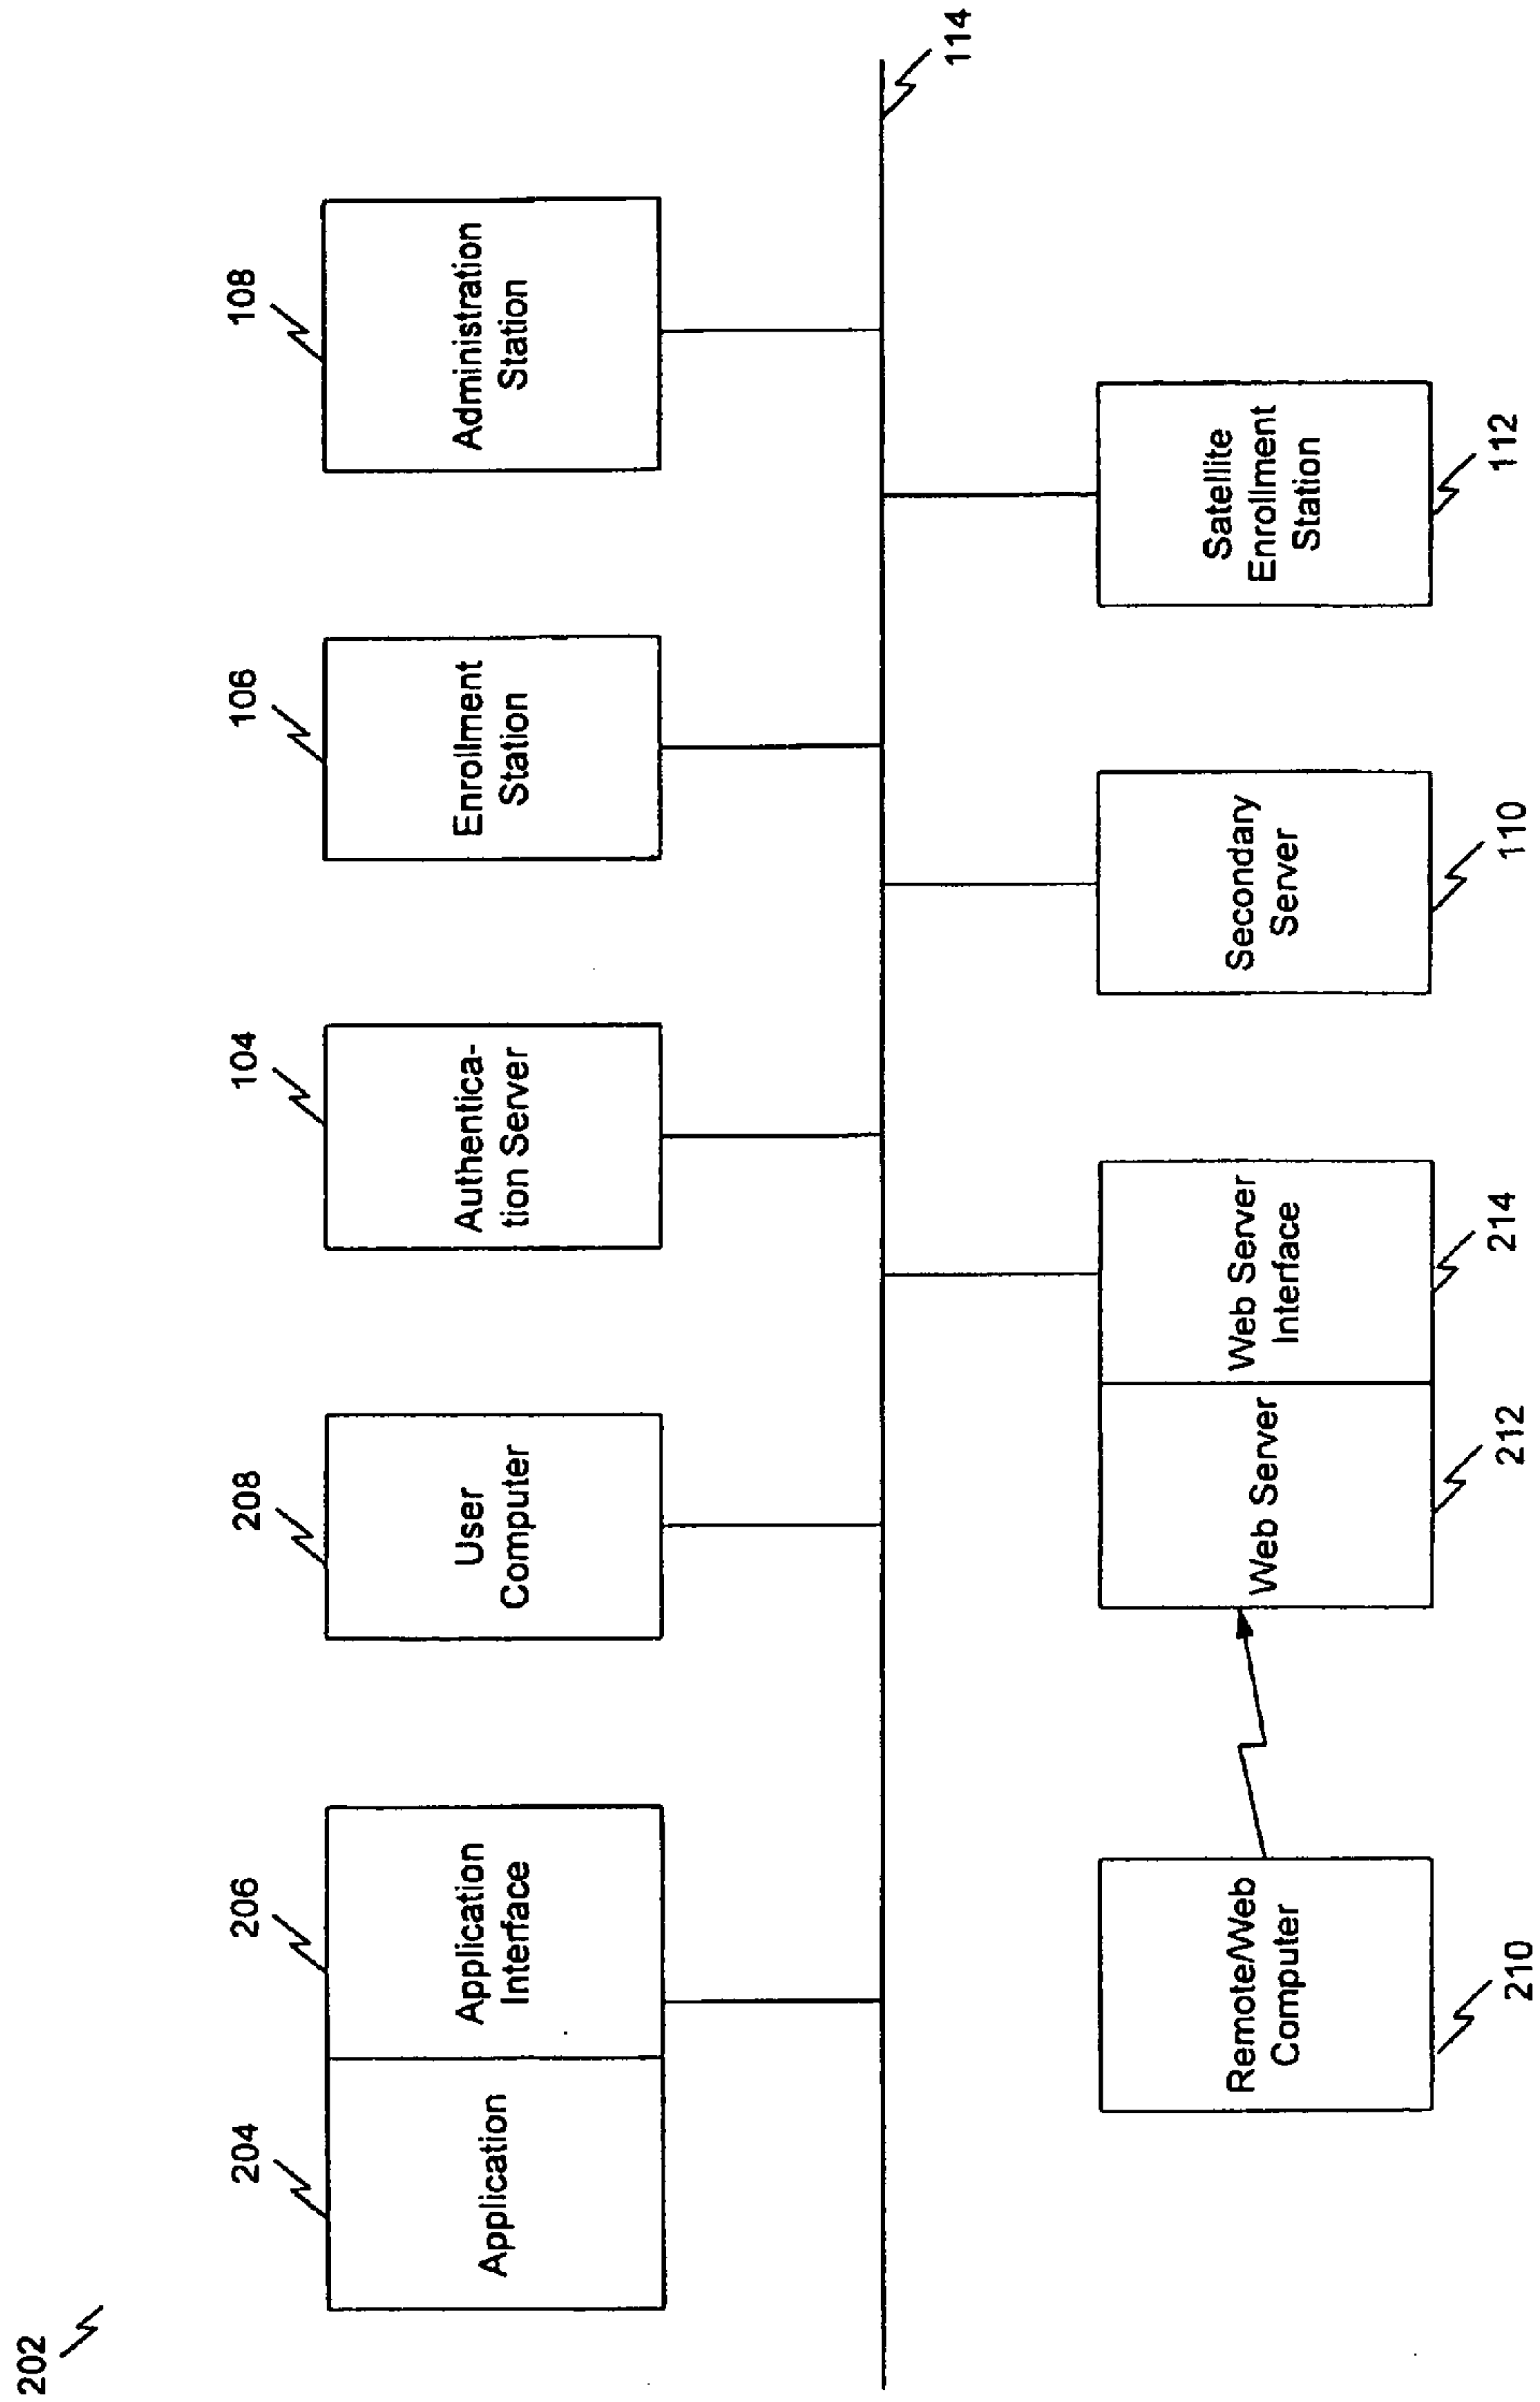 202
204
206
208
104
106
108
Application
Application
Interface
User
Computer
Authentica-
tion Server
Enrollment
Station
Administration
Station
114
Remote/Web
Computer
Web Server
Web Server
Interface
Secondary
Server
Satellite
Enrollment
Station
210
212
214
110
112